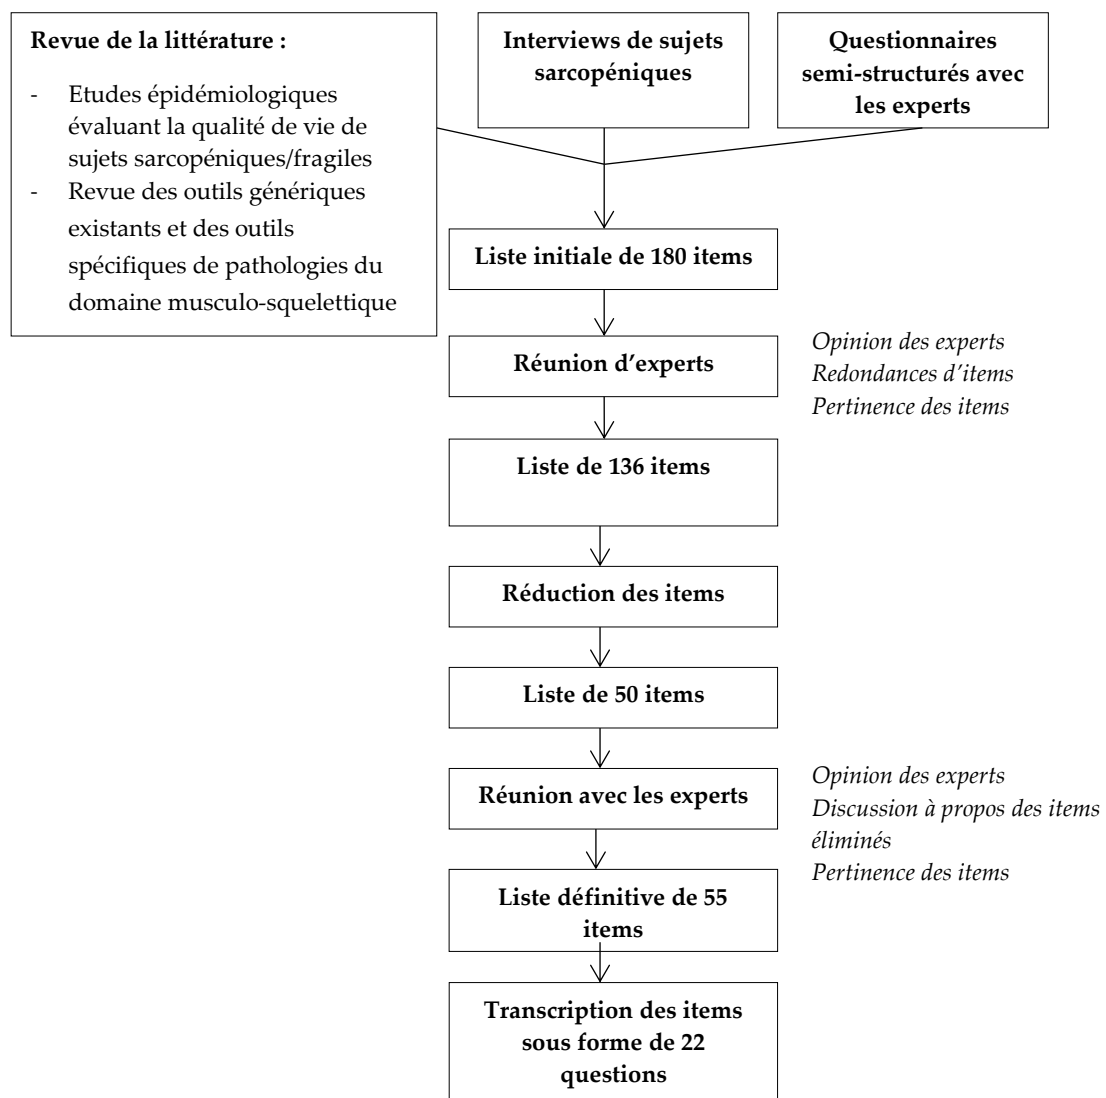 Revue de la littérature :
- Etudes épidémiologiques
évaluant la qualité de vie de
sujets sarcopéniques/fragiles
- Revue des outils génériques
existants et des outils
spécifiques de pathologies du
domaine musculo-squelettique
Interviews de sujets
sarcopéniques
Questionnaires
semi-structurés avec
les experts
Liste initiale de 180 items
Réunion d’experts
Opinion des experts
Redondances d’items
Pertinence des items
Liste de 136 items
Réduction des items
Liste de 50 items
Réunion avec les experts
Opinion des experts
Discussion à propos des items
éliminés
Pertinence des items
Liste définitive de 55
items
Transcription des items
sous forme de 22
questions